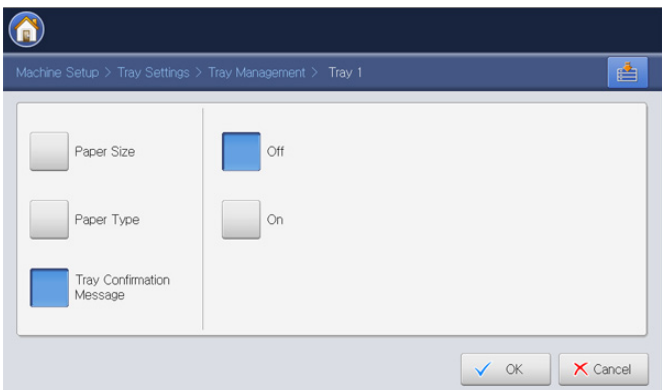 Machine Setup > Tray Settings > Tray Management > Tray 1
Paper Size
Off
Paper Type
On
Tray Confirmation
Message
OK
Cancel